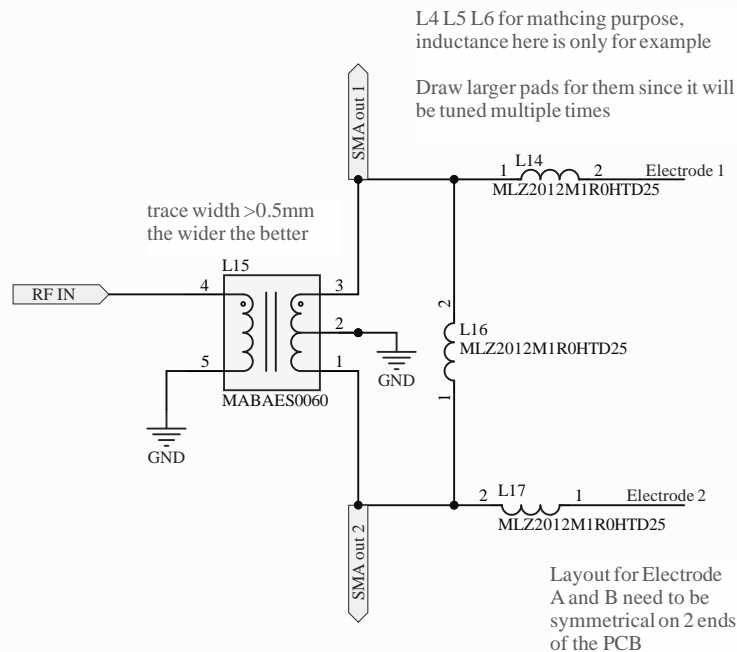 L4 L5 L6 for mathcing purpose,
inductance here is only for example
Draw larger pads for them since it will
be tuned multiple times
SMA out 1
L14
1
2
Electrode 1
MLZ2012M1R0HTD25
trace width >0.5mm
the wider the better
L15
RF IN
4
3
2
5
1
GND
MABAES0060
GND
2
L16
MLZ2012M1R0HTD25
1
L17
2
1
Electrode 2
MLZ2012M1R0HTD25
SMA out 2
Layout for Electrode
A and B need to be
symmetrical on 2 ends
of the PCB